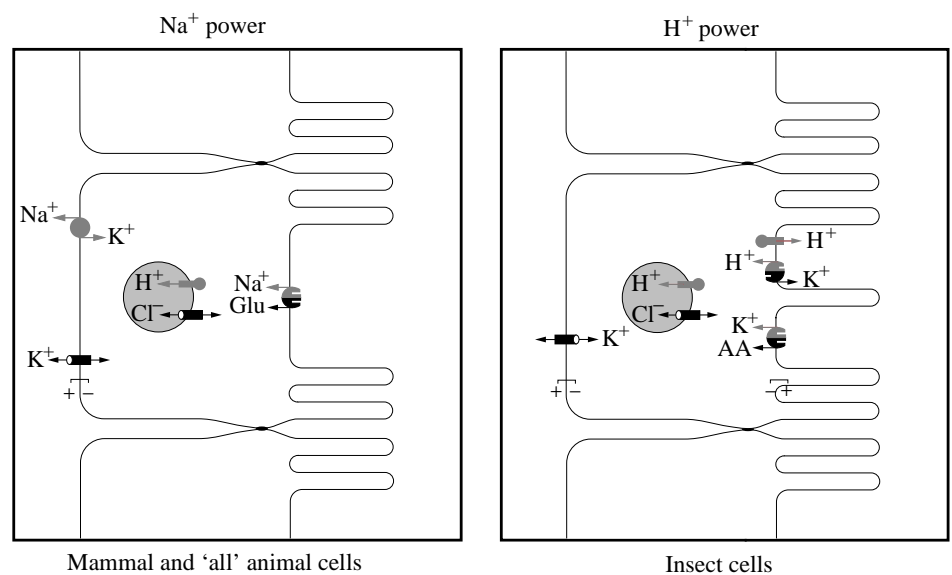 Na⁺ power
Na⁺
K⁺
H⁺
Cl⁻
Na⁺
Glu
K⁺
+ −
Mammal and ‘all’ animal cells
H⁺ power
H⁺
H⁺
K⁺
H⁺
Cl⁻
K⁺
AA
K⁺
+ −
− +
Insect cells